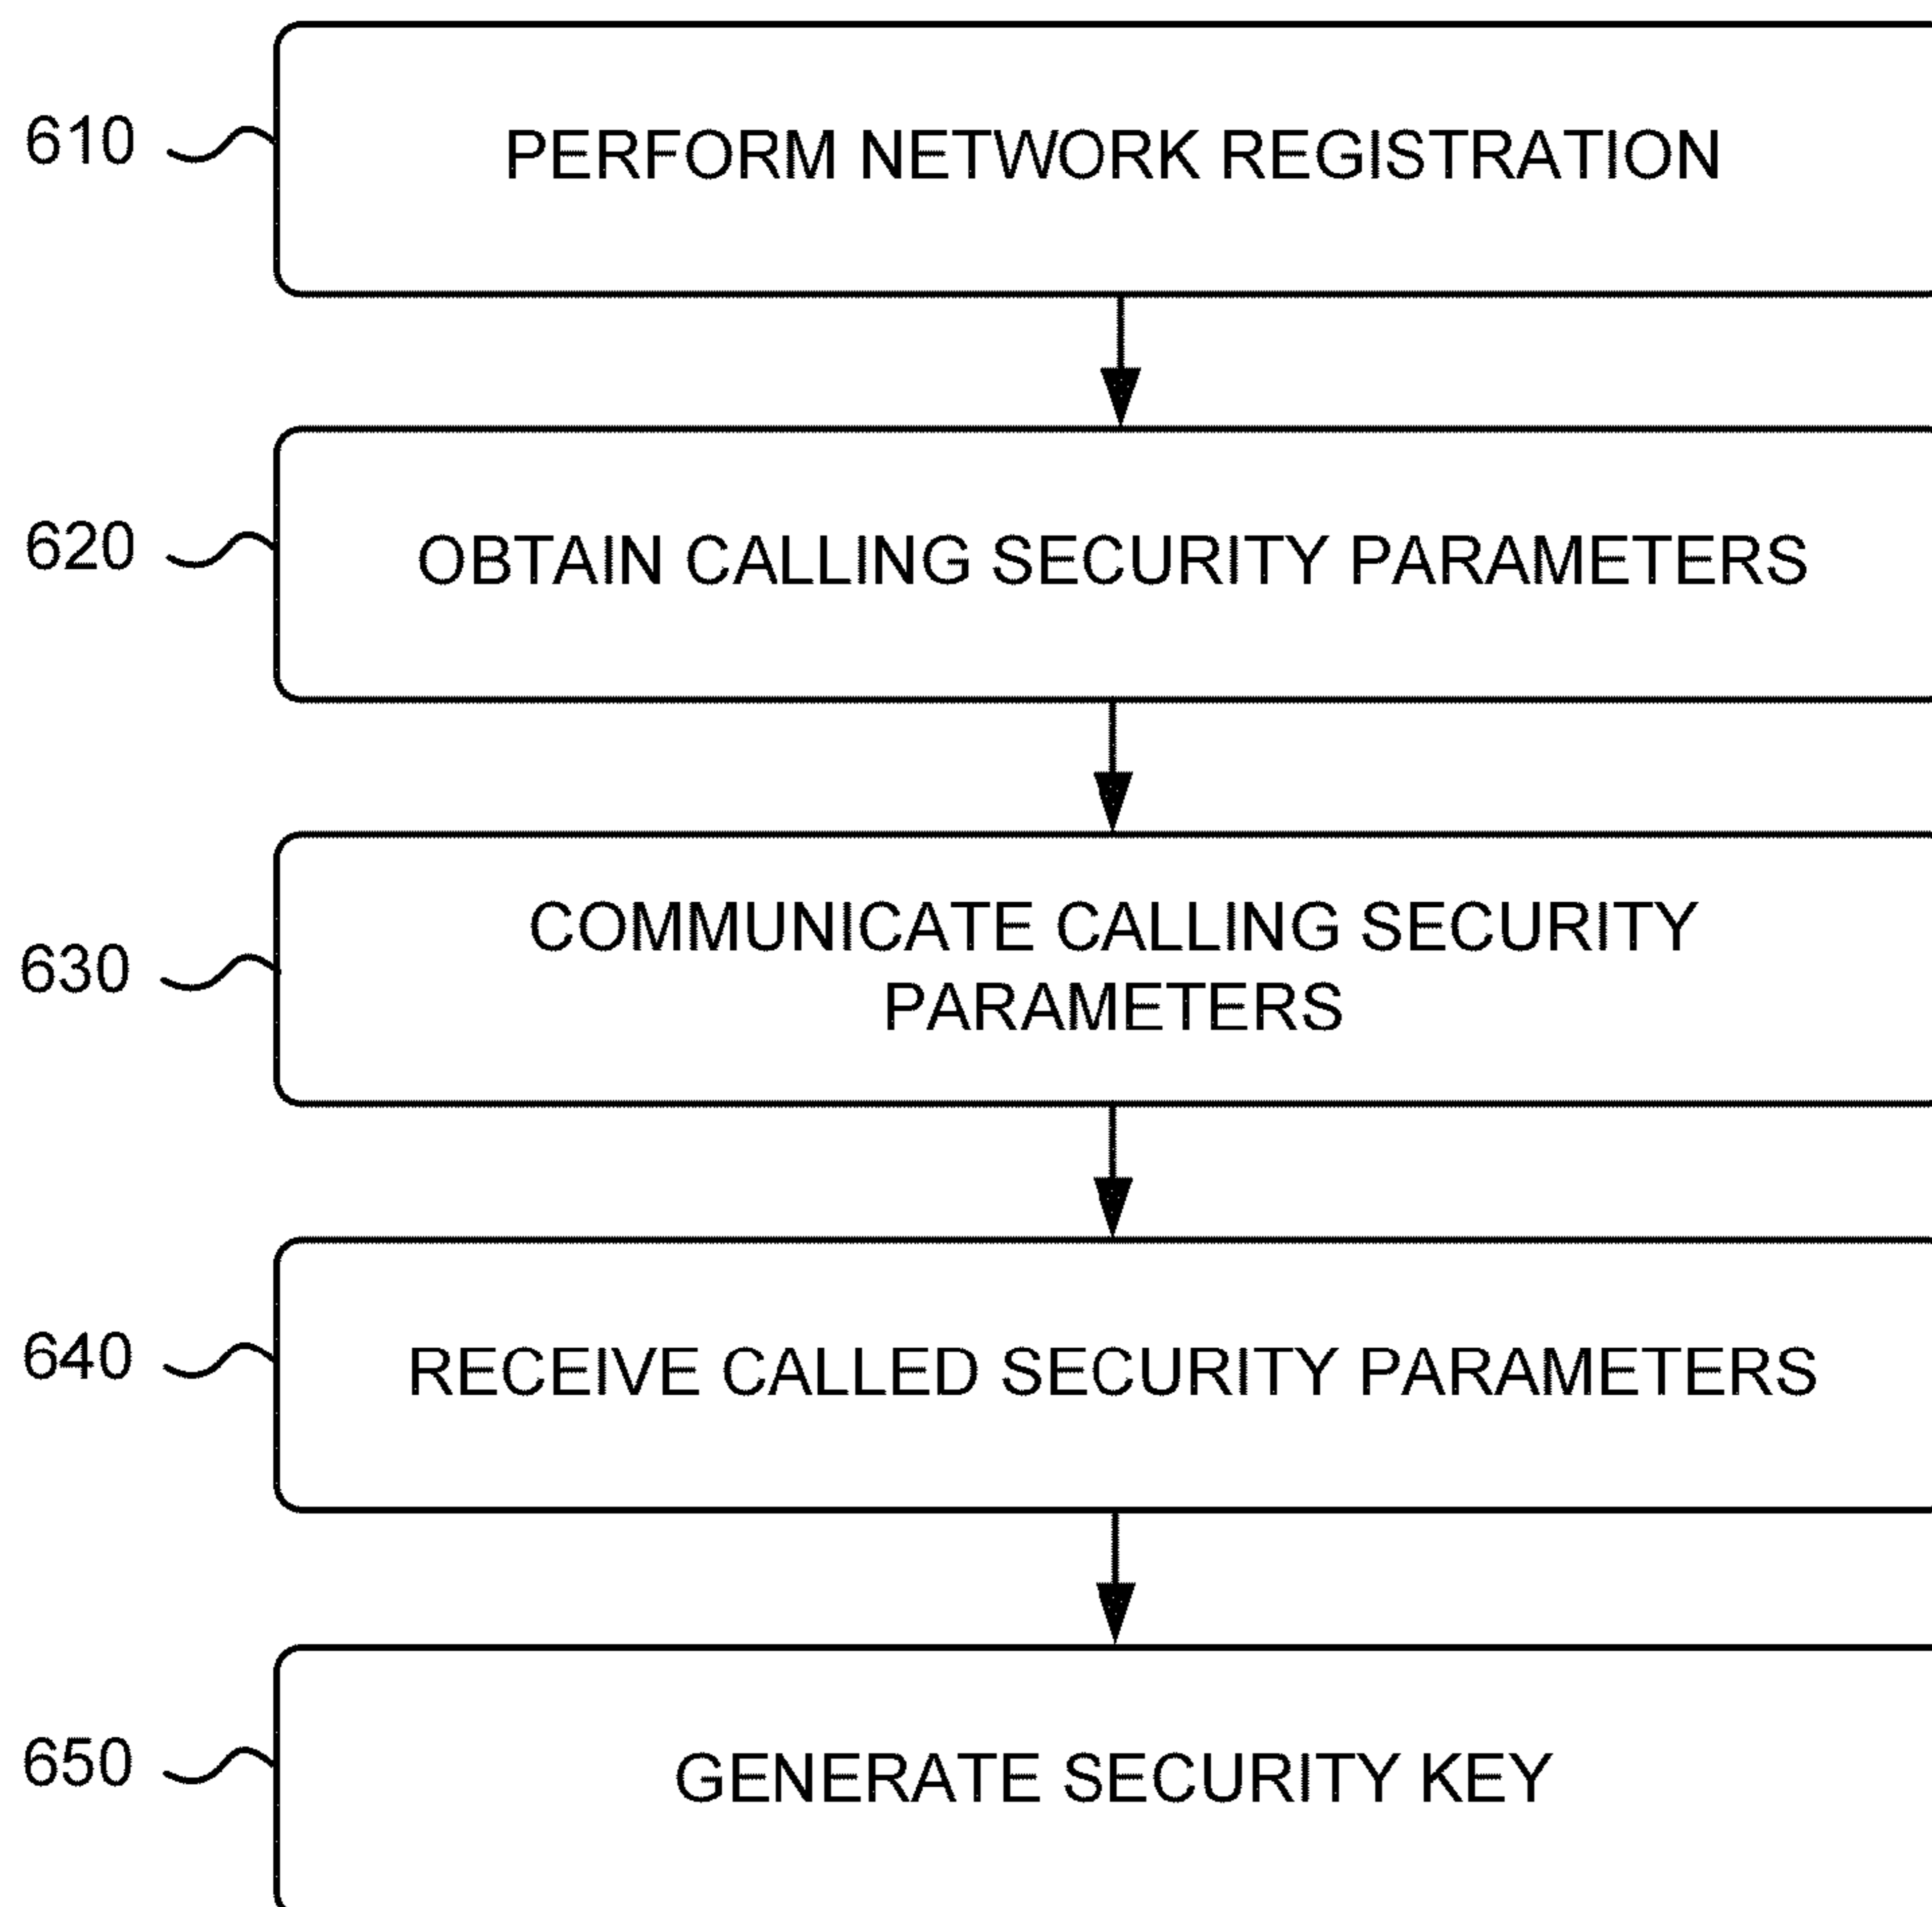 610
PERFORM NETWORK REGISTRATION
620
OBTAIN CALLING SECURITY PARAMETERS
630
COMMUNICATE CALLING SECURITY
PARAMETERS
640
RECEIVE CALLED SECURITY PARAMETERS
650
GENERATE SECURITY KEY